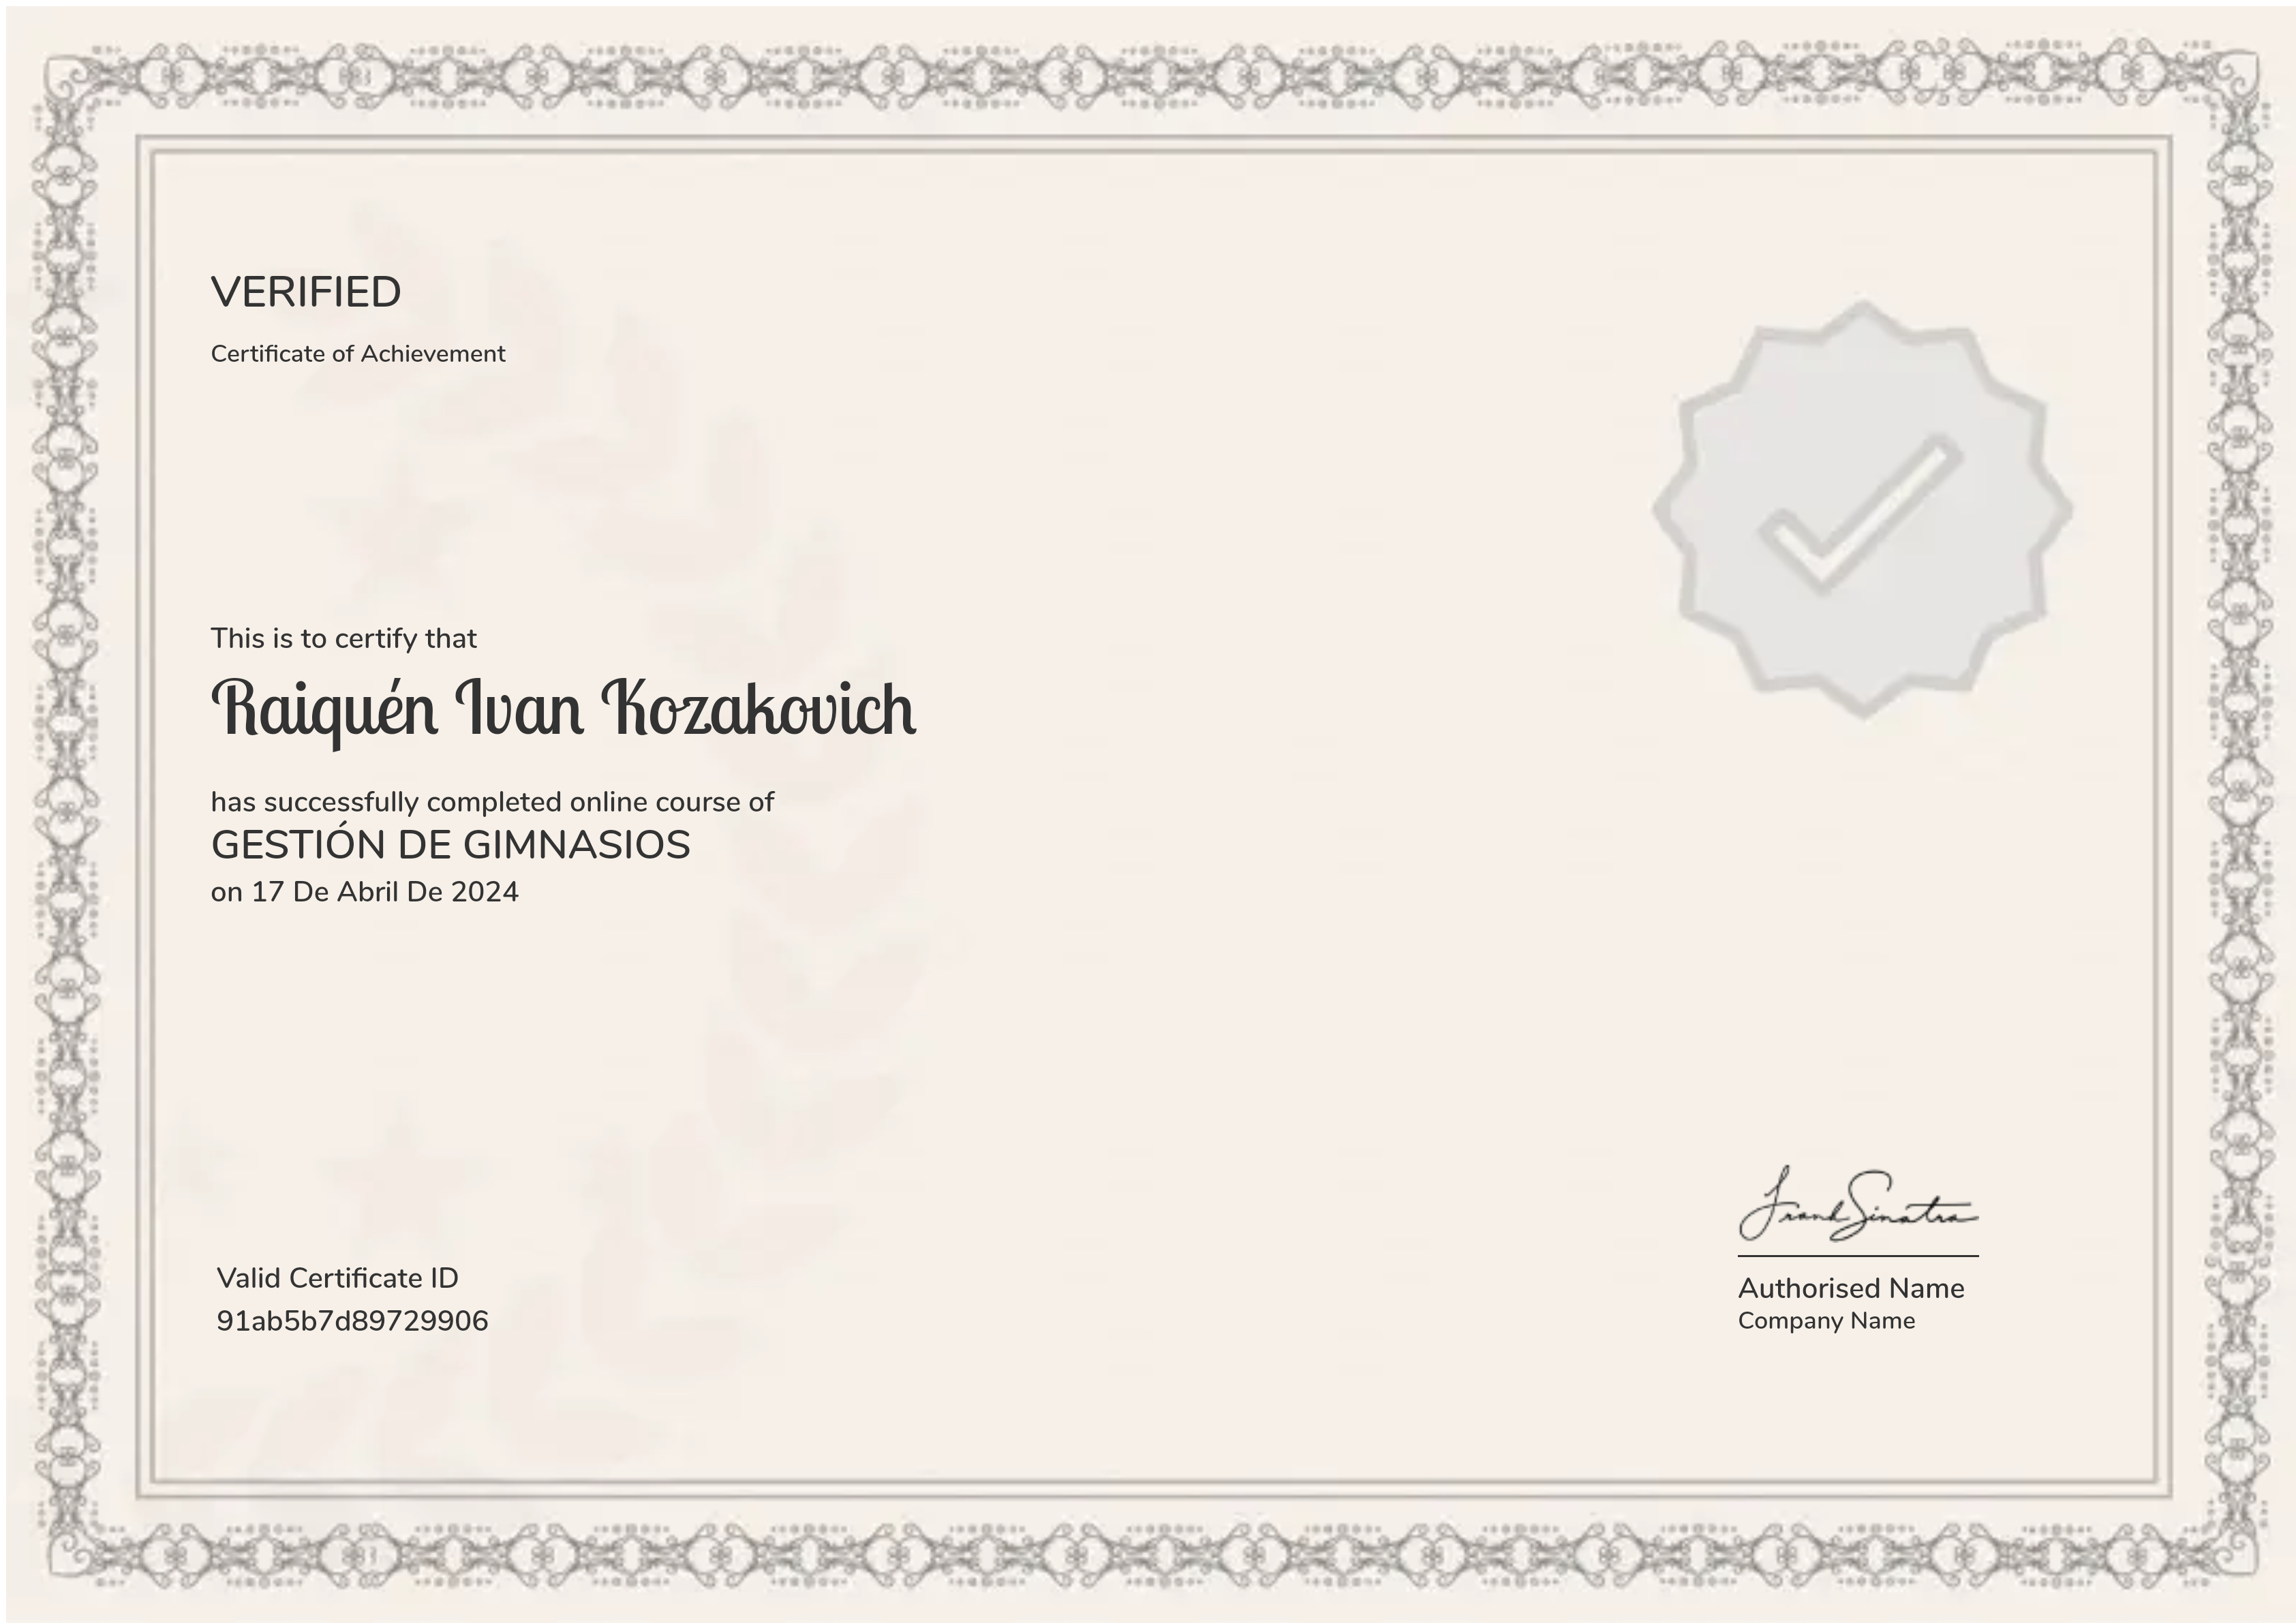 VERIFIED
Certificate of Achievement
This is to certify that
Raiquén Ivan Kozakovich
has successfully completed online course of
GESTIÓN DE GIMNASIOS
on 17 De Abril De 2024
Valid Certificate ID
91ab5b7d89729906
Frank Sinatra
Authorised Name
Company Name